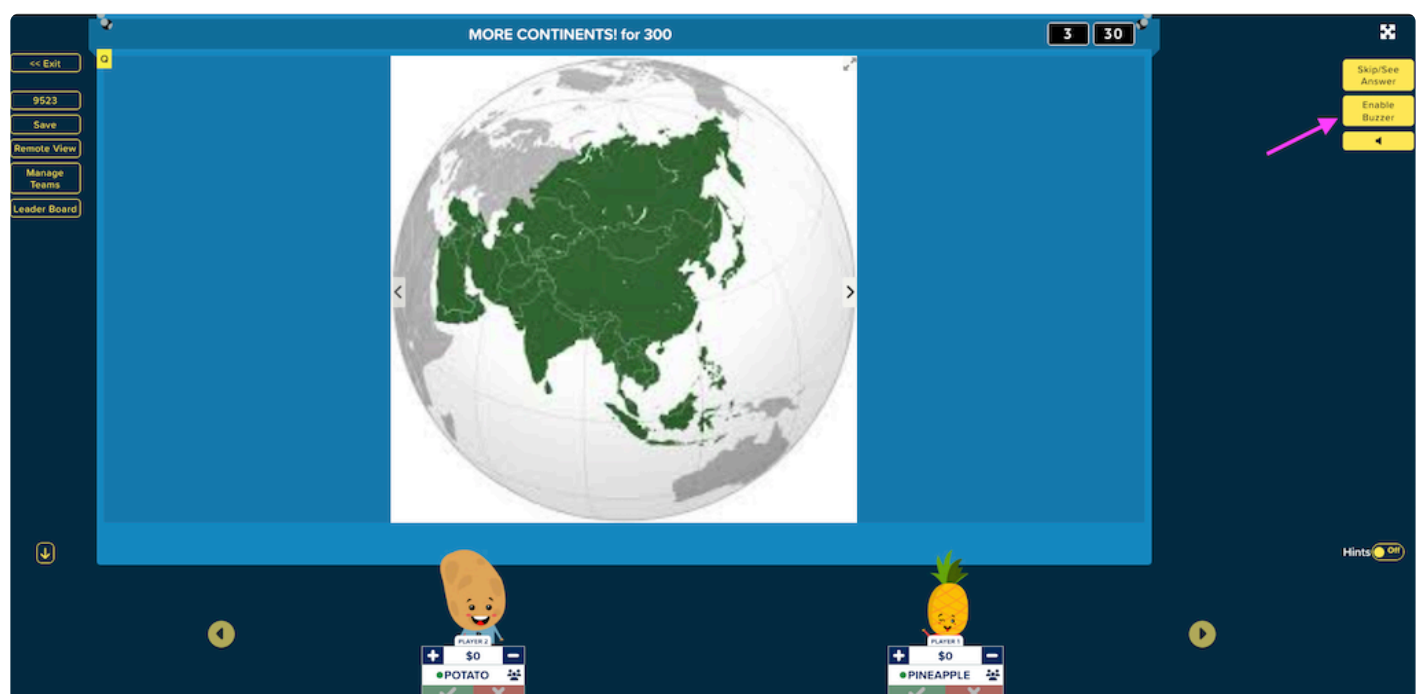 MORE CONTINENTS! for 300
3 30
<< Exit
Q
Skip/See
Answer
9523
Enable
Buzzer
Save
Remote View
Manage
Teams
Leader Board
Hints Off
PLAYER 2
$0
POTATO
PLAYER 1
$0
PINEAPPLE